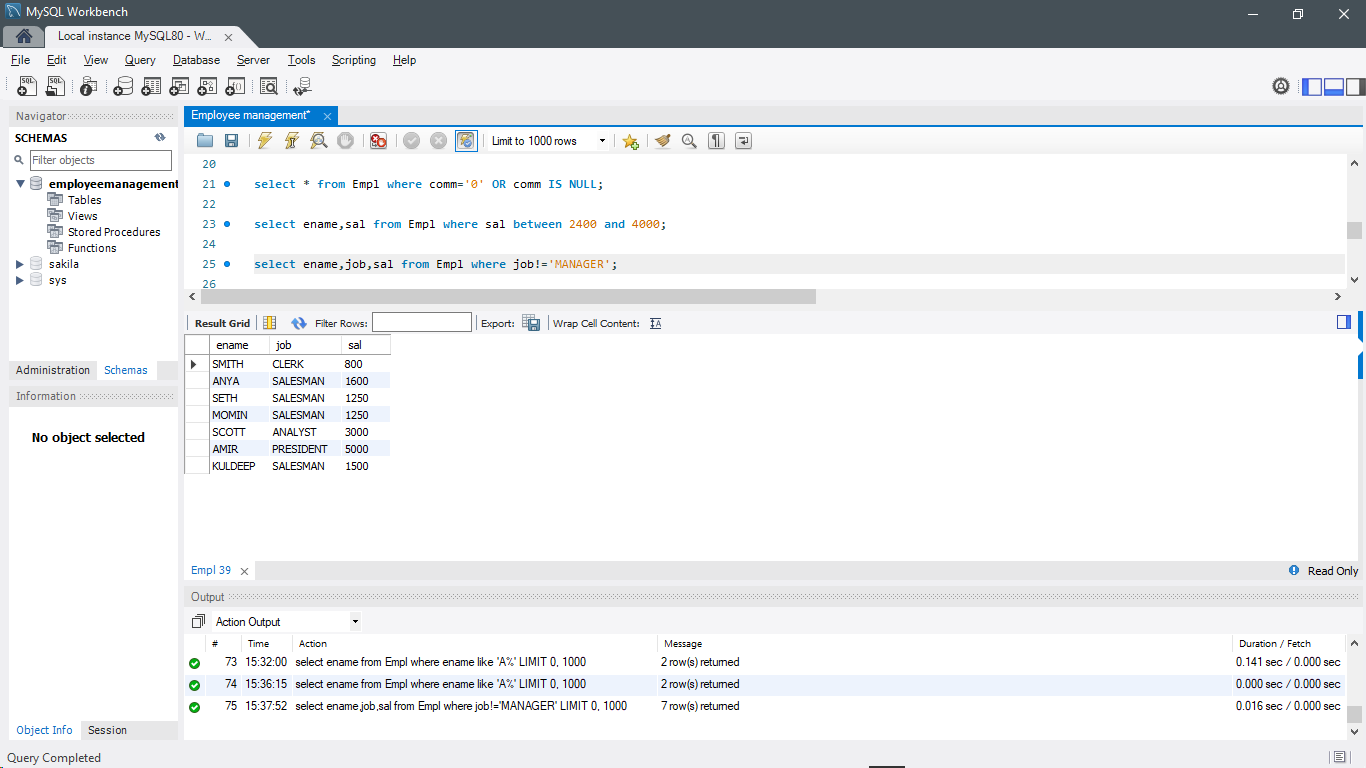 MySQL Workbench
Local instance MySQL80 - W...
File Edit View Query Database Server Tools Scripting Help
Navigator
SCHEMAS
Filter objects
employeemanagement
Tables
Views
Stored Procedures
Functions
sakila
sys
Administration Schemas
Information
No object selected
Object Info Session
Employee management*
Limit to 1000 rows
20
21 select * from Empl where comm='0' OR comm IS NULL;
22
23 select ename,sal from Empl where sal between 2400 and 4000;
24
25 select ename,job,sal from Empl where job!='MANAGER';
26
Result Grid Filter Rows: Export: Wrap Cell Content:
ename job sal
SMITH CLERK 800
ANYA SALESMAN 1600
SETH SALESMAN 1250
MOMIN SALESMAN 1250
SCOTT ANALYST 3000
AMIR PRESIDENT 5000
KULDEEP SALESMAN 1500
Empl 39 Read Only
Output
Action Output
# Time Action Message Duration / Fetch
73 15:32:00 select ename from Empl where ename like 'A%' LIMIT 0, 1000 2 row(s) returned 0.141 sec / 0.000 sec
74 15:36:15 select ename from Empl where ename like 'A%' LIMIT 0, 1000 2 row(s) returned 0.000 sec / 0.000 sec
75 15:37:52 select ename,job,sal from Empl where job!='MANAGER' LIMIT 0, 1000 7 row(s) returned 0.016 sec / 0.000 sec
Query Completed